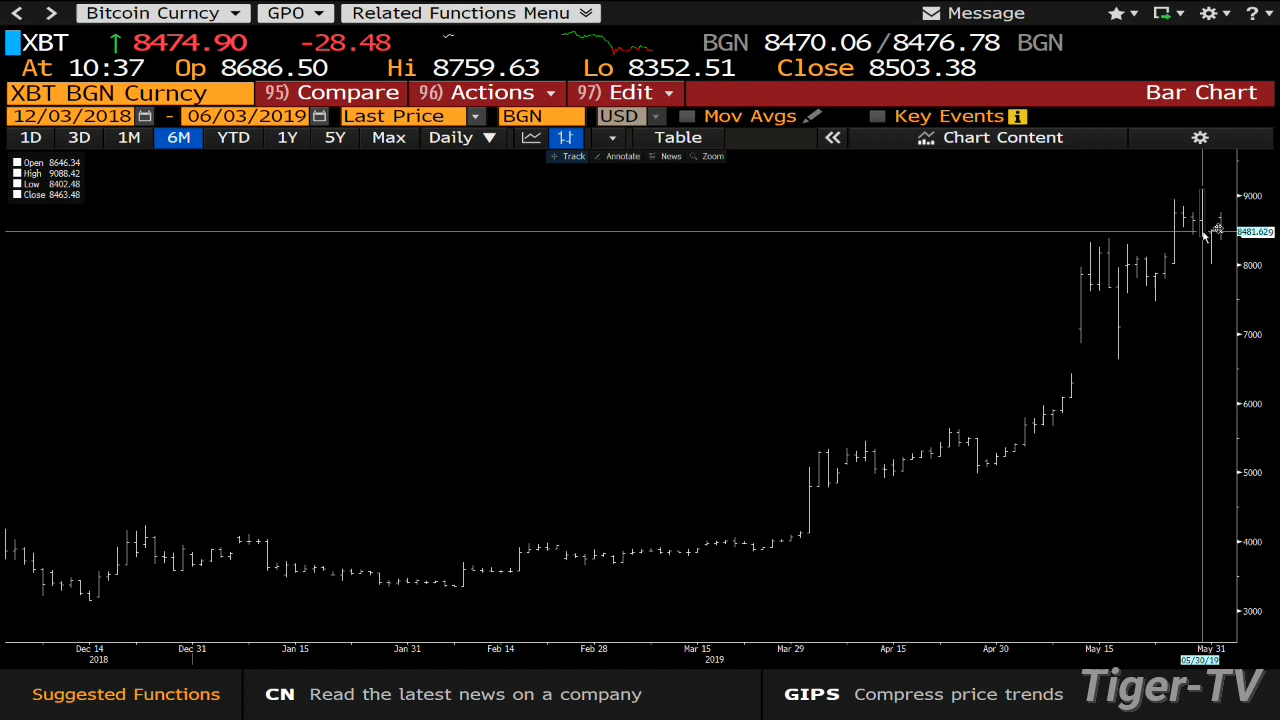 Bitcoin Curncy GPO Related Functions Menu Message ?
XBT ↑ 8474.90 -28.48 BGN 8470.06/8476.78 BGN
At 10:37 Op 8686.50 Hi 8759.63 Lo 8352.51 Close 8503.38
XBT BGN Curncy 95) Compare 96) Actions 97) Edit Bar Chart
12/03/2018 - 06/03/2019 Last Price BGN USD Mov Avgs Key Events i
1D 3D 1M 6M YTD 1Y 5Y Max Daily ▼ Table Chart Content
Track Annotate News Zoom
Open 8646.34
High 9088.42
Low 8402.48
Close 8463.48
9000
8481.629
8000
7000
6000
5000
4000
3000
Dec 14 Dec 31 Jan 15 Jan 31 Feb 14 Feb 28 Mar 15 Mar 29 Apr 15 Apr 30 May 15 May 31
2018 2019 05/30/19
Suggested Functions CN Read the latest news on a company GIPS Compress price trends
Tiger-TV